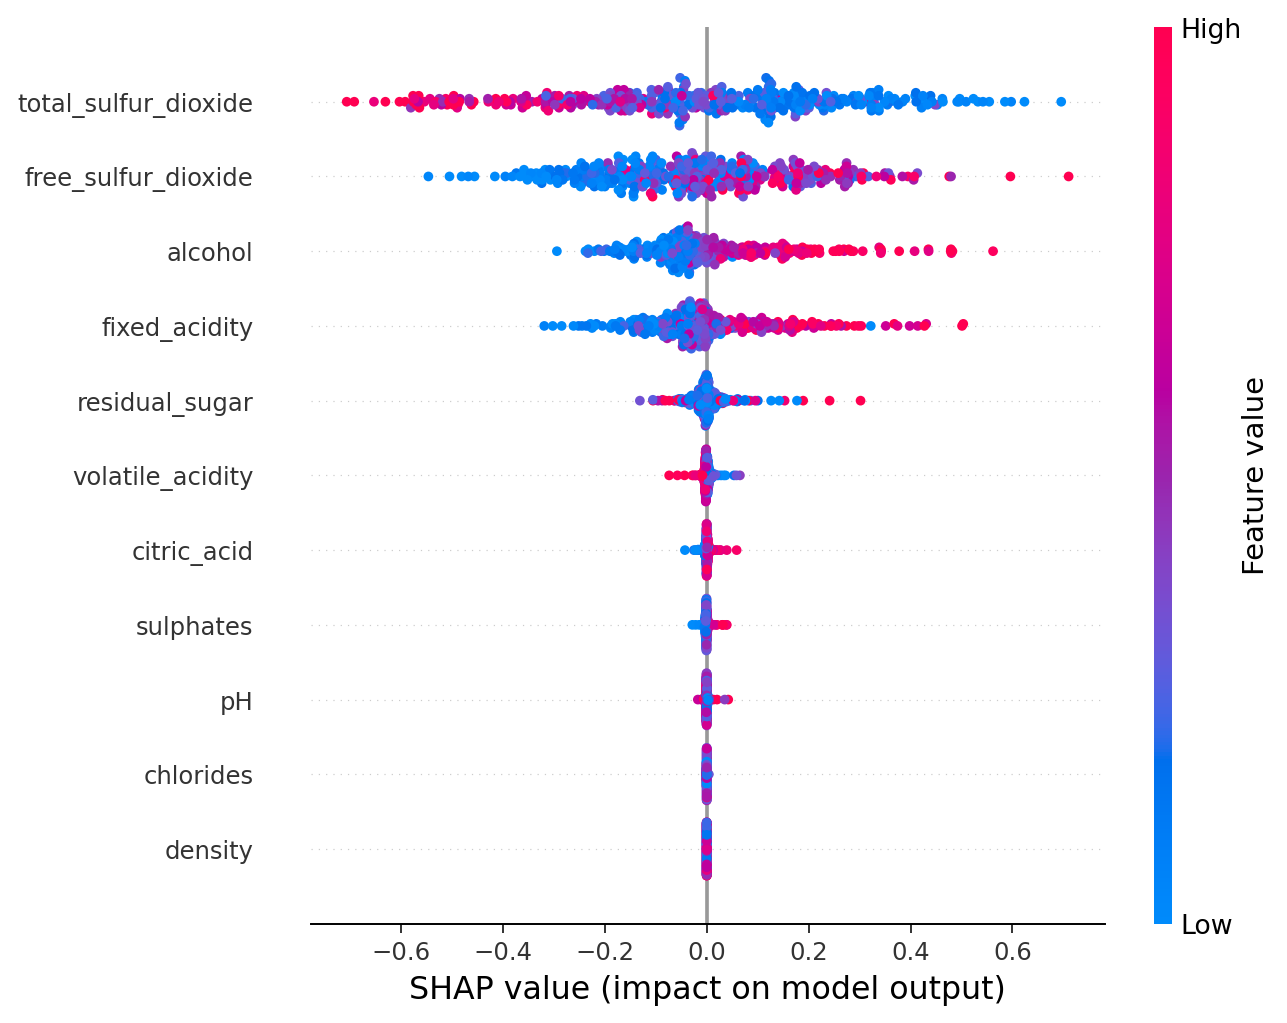 High
total_sulfur_dioxide
free_sulfur_dioxide
alcohol
fixed_acidity
residual_sugar
volatile_acidity
citric_acid
sulphates
pH
chlorides
density
Feature value
Low
−0.6 −0.4 −0.2 0.0 0.2 0.4 0.6
SHAP value (impact on model output)